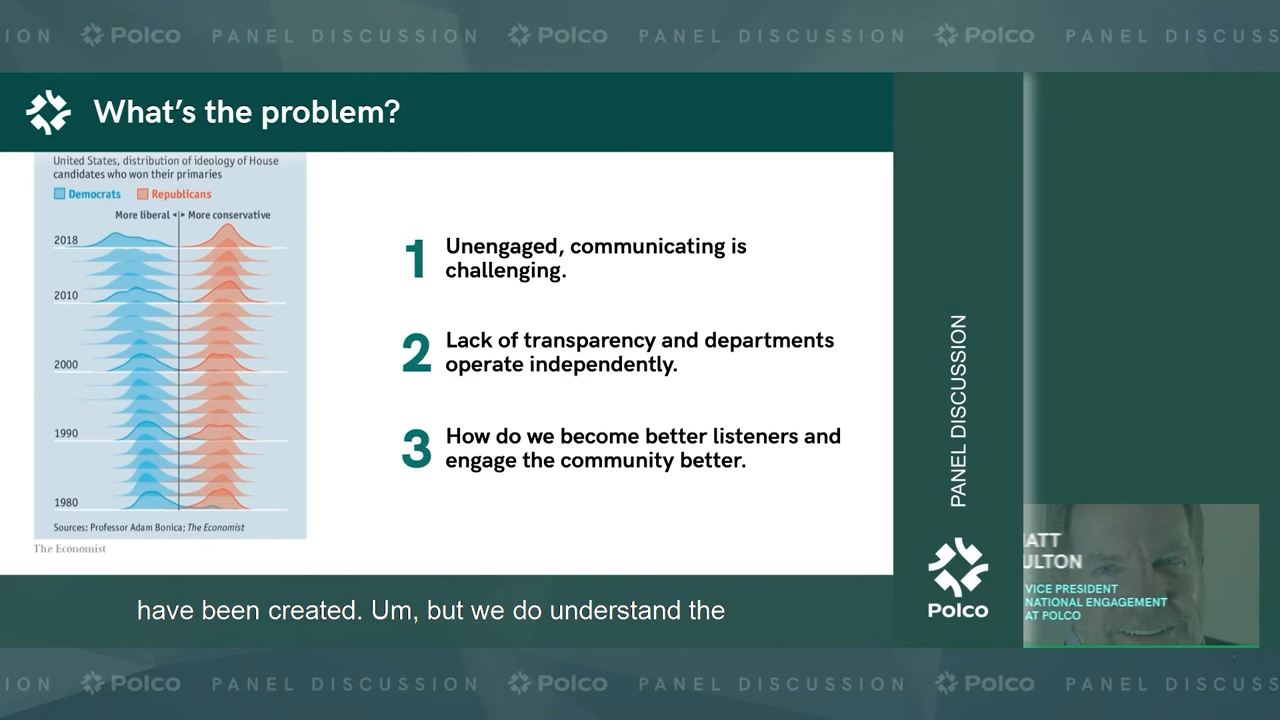 ION Polco PANEL DISCUSSION Polco PANEL DISCUSSION Polco PANEL DISCUSS
What's the problem?
United States, distribution of ideology of House
candidates who won their primaries
Democrats Republicans
More liberal More conservative
2018
2010
2000
1990
1980
Sources: Professor Adam Bonica; The Economist
The Economist
1 Unengaged, communicating is
challenging.
2 Lack of transparency and departments
operate independently.
3 How do we become better listeners and
engage the community better.
PANEL DISCUSSION
Polco
ATT
ULTON
VICE PRESIDENT
NATIONAL ENGAGEMENT
AT POLCO
have been created. Um, but we do understand the
ION Polco PANEL DISCUSSION Polco PANEL DISCUSSION Polco PANEL DISCUSS